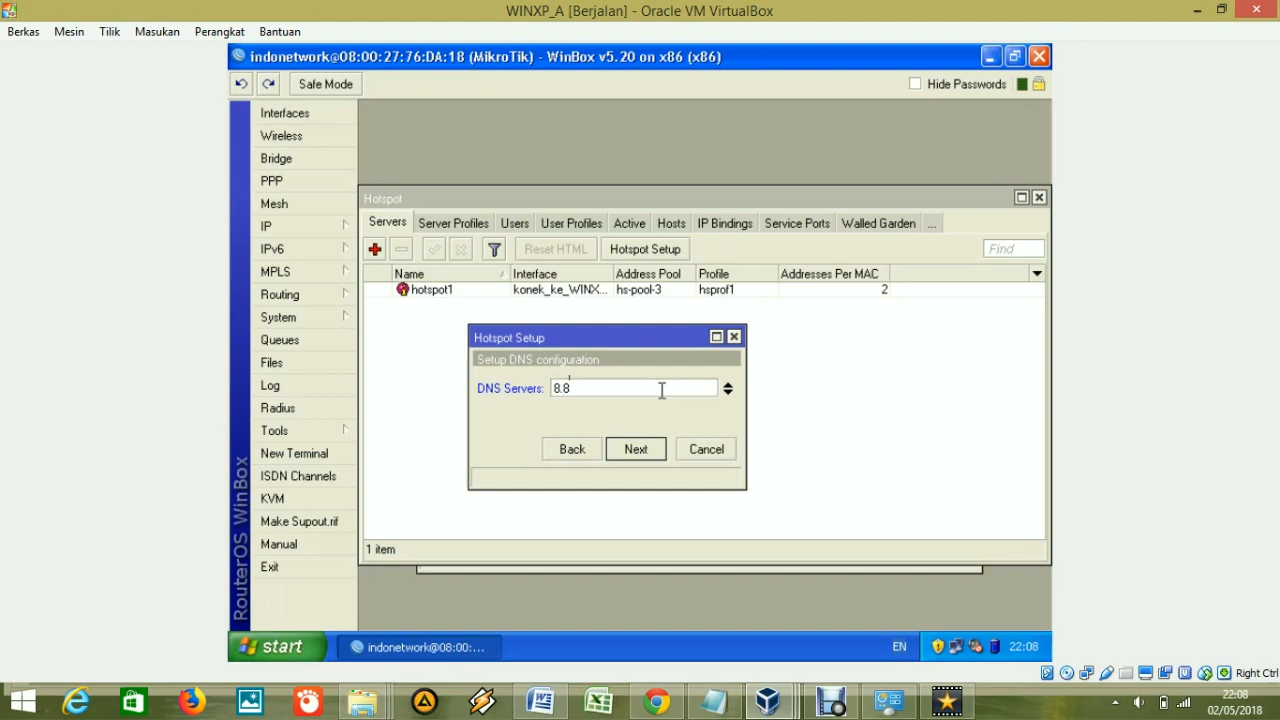 WINXP_A [Berjalan] - Oracle VM VirtualBox
Berkas Mesin Tilik Masukan Perangkat Bantuan
indonetwork@08:00:27:76:DA:18 (MikroTik) - WinBox v5.20 on x86 (x86)
Safe Mode
Hide Passwords
Interfaces
Wireless
Bridge
PPP
Mesh
IP
IPv6
MPLS
Routing
System
Queues
Files
Log
Radius
Tools
New Terminal
ISDN Channels
KVM
Make Supout.rif
Manual
Exit
RouterOS WinBox
Hotspot
Servers Server Profiles Users User Profiles Active Hosts IP Bindings Service Ports Walled Garden ...
Reset HTML Hotspot Setup Find
Name Interface Address Pool Profile Addresses Per MAC
hotspot1 konek_ke_WINX... hs-pool-3 hsprof1 2
Hotspot Setup
Setup DNS configuration
DNS Servers: 8.8
Back Next Cancel
1 item
start indonetwork@08:00:... EN 22:08
Right Ctrl
22:08
02/05/2018